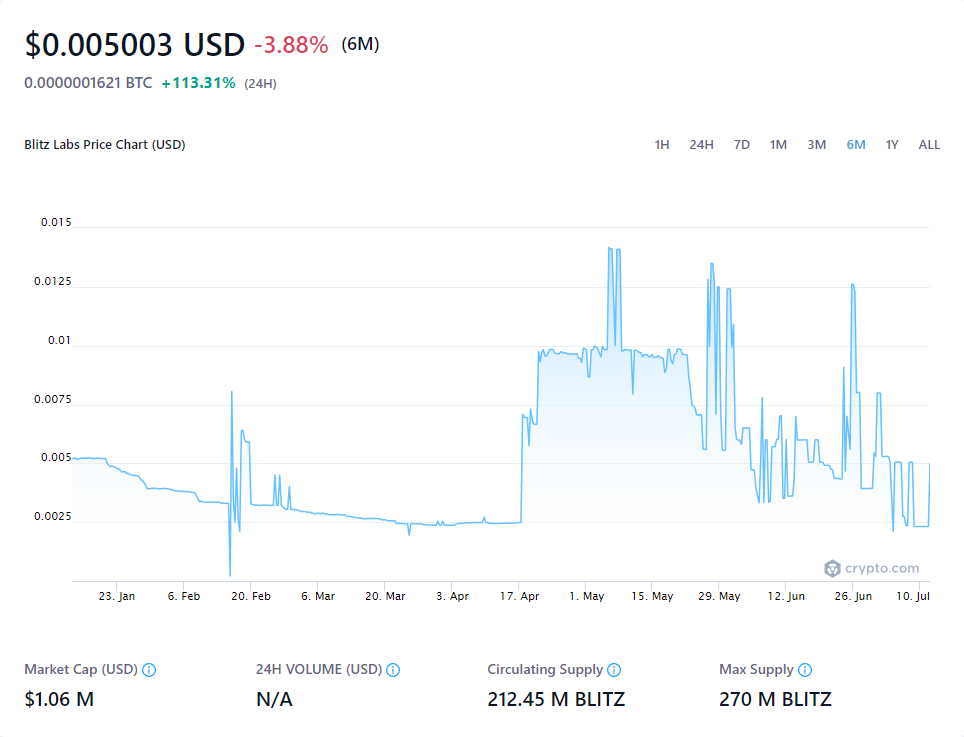 $0.005003 USD -3.88% (6M)
0.0000001621 BTC +113.31% (24H)
Blitz Labs Price Chart (USD) 1H 24H 7D 1M 3M 6M 1Y ALL
0.015
0.0125
0.01
0.0075
0.005
0.0025
crypto.com
23. Jan 6. Feb 20. Feb 6. Mar 20. Mar 3. Apr 17. Apr 1. May 15. May 29. May 12. Jun 26. Jun 10. Jul
Market Cap (USD) 24H VOLUME (USD) Circulating Supply Max Supply
$1.06 M N/A 212.45 M BLITZ 270 M BLITZ